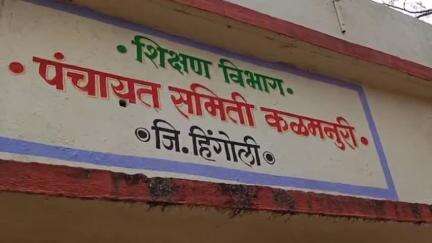 • शिक्षण विभाग •
• पंचायत समिती कळमनुरी •
• जि. हिंगोली •